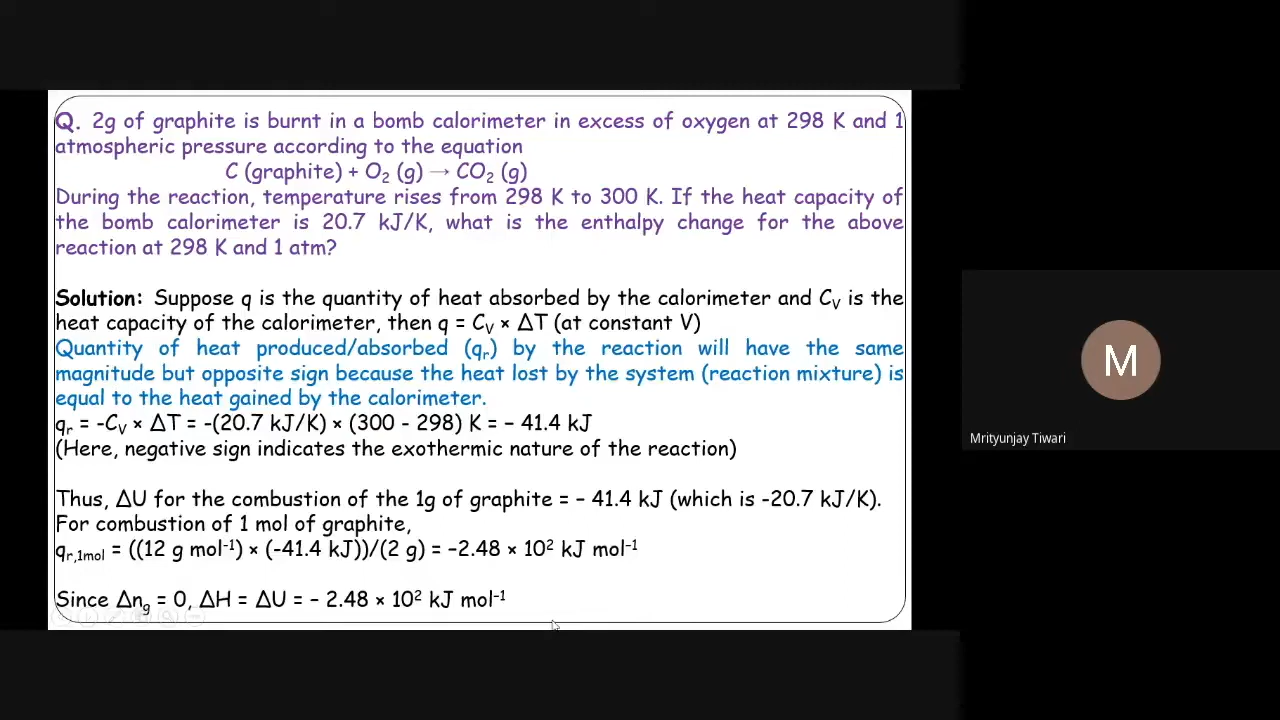 Q. 2g of graphite is burnt in a bomb calorimeter in excess of oxygen at 298 K and 1
atmospheric pressure according to the equation
C (graphite) + O₂ (g) → CO₂ (g)
During the reaction, temperature rises from 298 K to 300 K. If the heat capacity of
the bomb calorimeter is 20.7 kJ/K, what is the enthalpy change for the above
reaction at 298 K and 1 atm?
Solution: Suppose q is the quantity of heat absorbed by the calorimeter and Cᵥ is the
heat capacity of the calorimeter, then q = Cᵥ × ΔT (at constant V)
Quantity of heat produced/absorbed (qᵣ) by the reaction will have the same
magnitude but opposite sign because the heat lost by the system (reaction mixture) is
equal to the heat gained by the calorimeter.
qᵣ = -Cᵥ × ΔT = -(20.7 kJ/K) × (300 - 298) K = – 41.4 kJ
(Here, negative sign indicates the exothermic nature of the reaction)
Thus, ΔU for the combustion of the 1g of graphite = – 41.4 kJ (which is -20.7 kJ/K).
For combustion of 1 mol of graphite,
qr,1mol = ((12 g mol⁻¹) × (-41.4 kJ))/(2 g) = –2.48 × 10² kJ mol⁻¹
Since Δng = 0, ΔH = ΔU = – 2.48 × 10² kJ mol⁻¹
M
Mrityunjay Tiwari